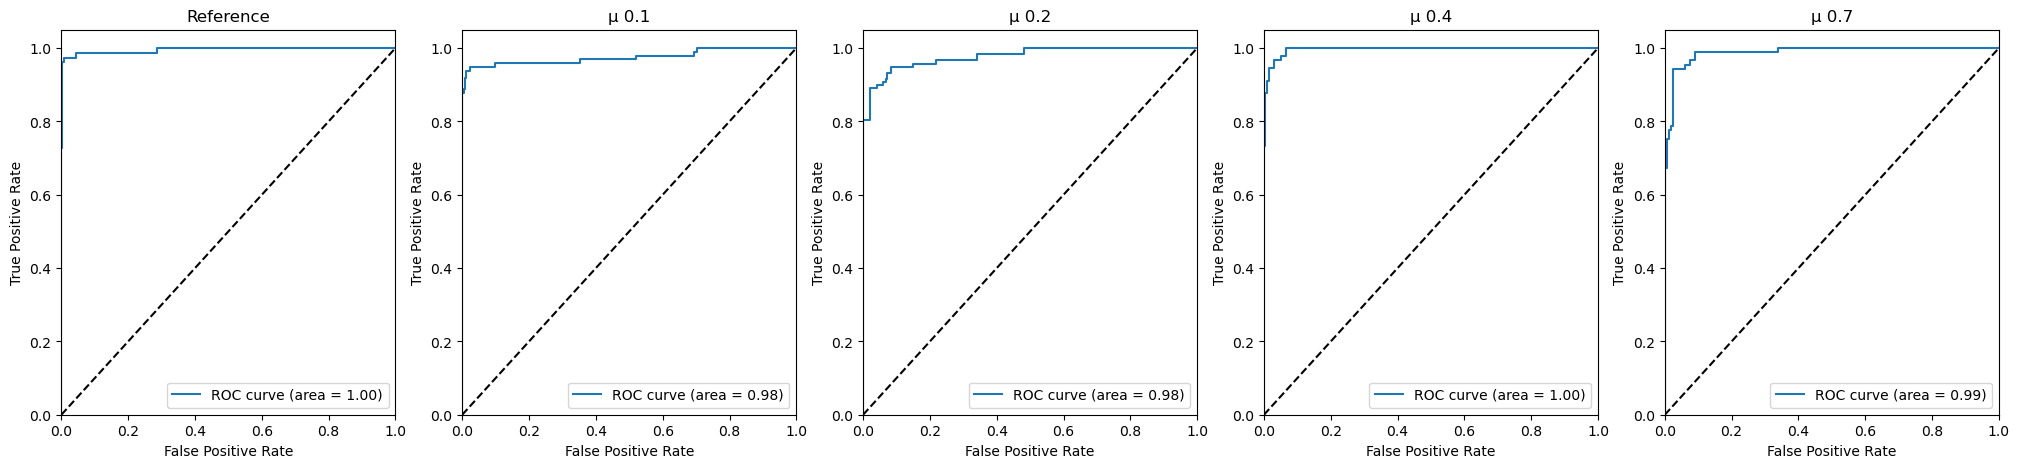 Reference
True Positive Rate
1.0
0.8
0.6
0.4
0.2
0.0
ROC curve (area = 1.00)
0.0 0.2 0.4 0.6 0.8 1.0
False Positive Rate
μ 0.1
True Positive Rate
1.0
0.8
0.6
0.4
0.2
0.0
ROC curve (area = 0.98)
0.0 0.2 0.4 0.6 0.8 1.0
False Positive Rate
μ 0.2
True Positive Rate
1.0
0.8
0.6
0.4
0.2
0.0
ROC curve (area = 0.98)
0.0 0.2 0.4 0.6 0.8 1.0
False Positive Rate
μ 0.4
True Positive Rate
1.0
0.8
0.6
0.4
0.2
0.0
ROC curve (area = 1.00)
0.0 0.2 0.4 0.6 0.8 1.0
False Positive Rate
μ 0.7
True Positive Rate
1.0
0.8
0.6
0.4
0.2
0.0
ROC curve (area = 0.99)
0.0 0.2 0.4 0.6 0.8 1.0
False Positive Rate